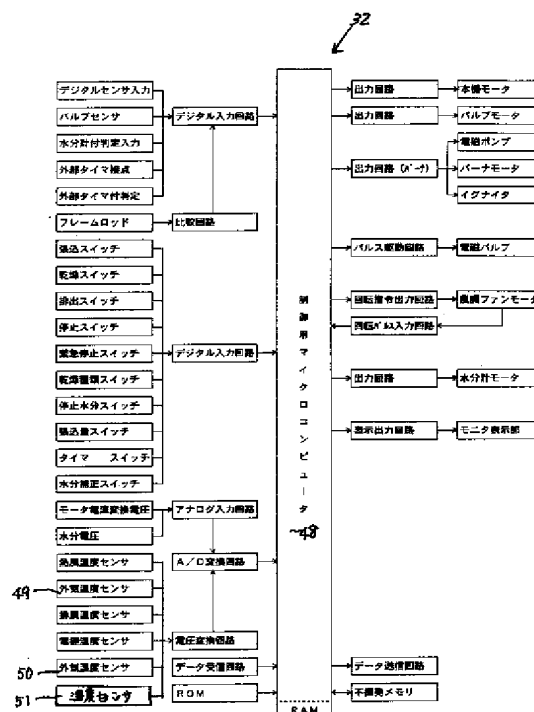 32
デジタルセンサ入力
バルブセンサ
水分計付判定入力
外部タイマ接点
外部タイマ付判定
フレームロッド
張込スイッチ
乾燥スイッチ
排出スイッチ
停止スイッチ
緊急停止スイッチ
乾燥種類スイッチ
停止水分スイッチ
張込量スイッチ
タイマ スイッチ
水分補正スイッチ
モータ電流変換電圧
水分電圧
熱風温度センサ
49
外気温度センサ
排風温度センサ
50
外気湿度センサ
51
デジタル入力回路
比較回路
デジタル入力回路
アナログ入力回路
A/D変換回路
電圧変換回路
データ受信回路
ROM
制御用マイクロコンピュータ
~48
RAM
出力回路
本機モータ
出力回路
バルブモータ
出力回路(バーナ)
電磁ポンプ
バーナモータ
イグナイタ
パルス駆動回路
電磁バルブ
回転指令出力回路
回転パルス入力回路
出力回路
水分計モータ
表示出力回路
モニタ表示部
データ送信回路
不揮発メモリ